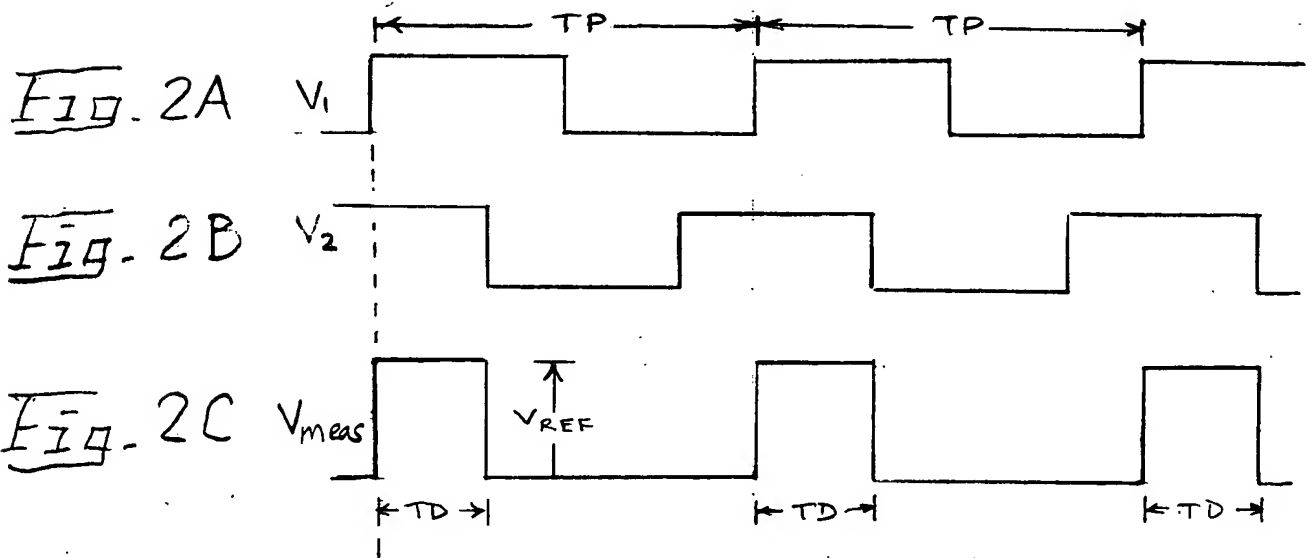 TP TP
Fig. 2A V₁
Fig. 2B V₂
Fig. 2C Vmeas VREF
TD TD TD